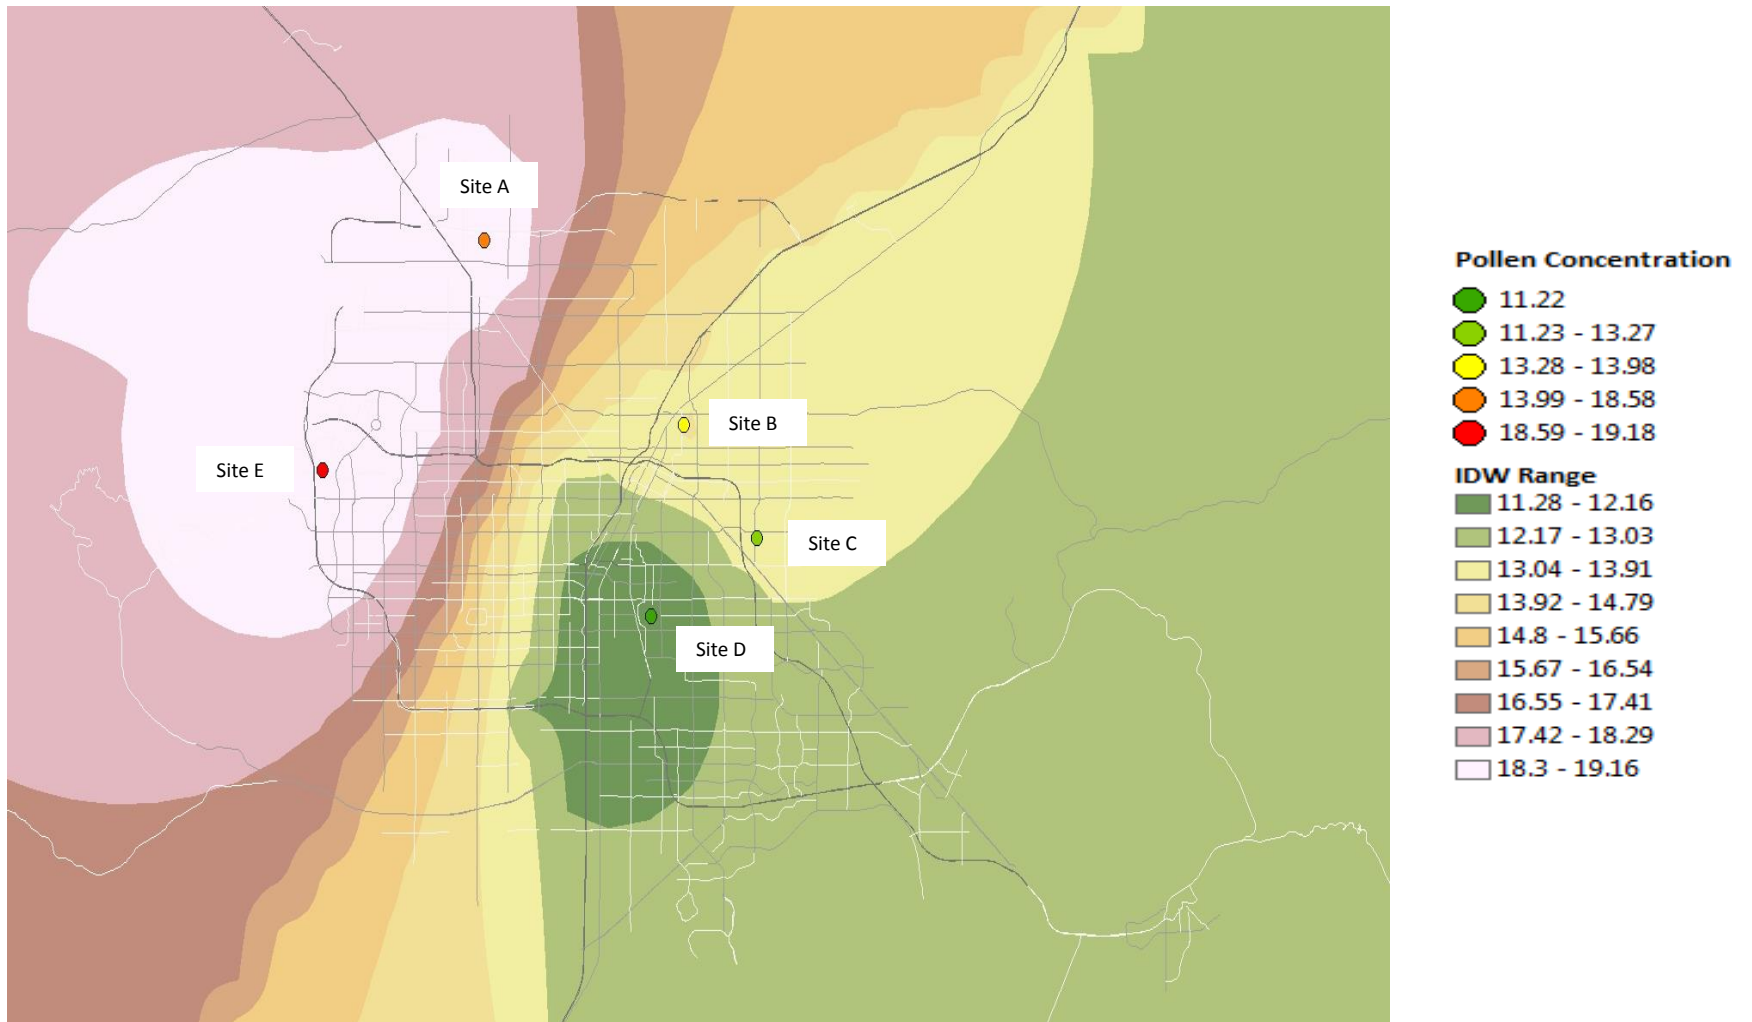 Site A
Site B
Site E
Site C
Site D
Pollen Concentration
11.22
11.23 - 13.27
13.28 - 13.98
13.99 - 18.58
18.59 - 19.18
IDW Range
11.28 - 12.16
12.17 - 13.03
13.04 - 13.91
13.92 - 14.79
14.8 - 15.66
15.67 - 16.54
16.55 - 17.41
17.42 - 18.29
18.3 - 19.16